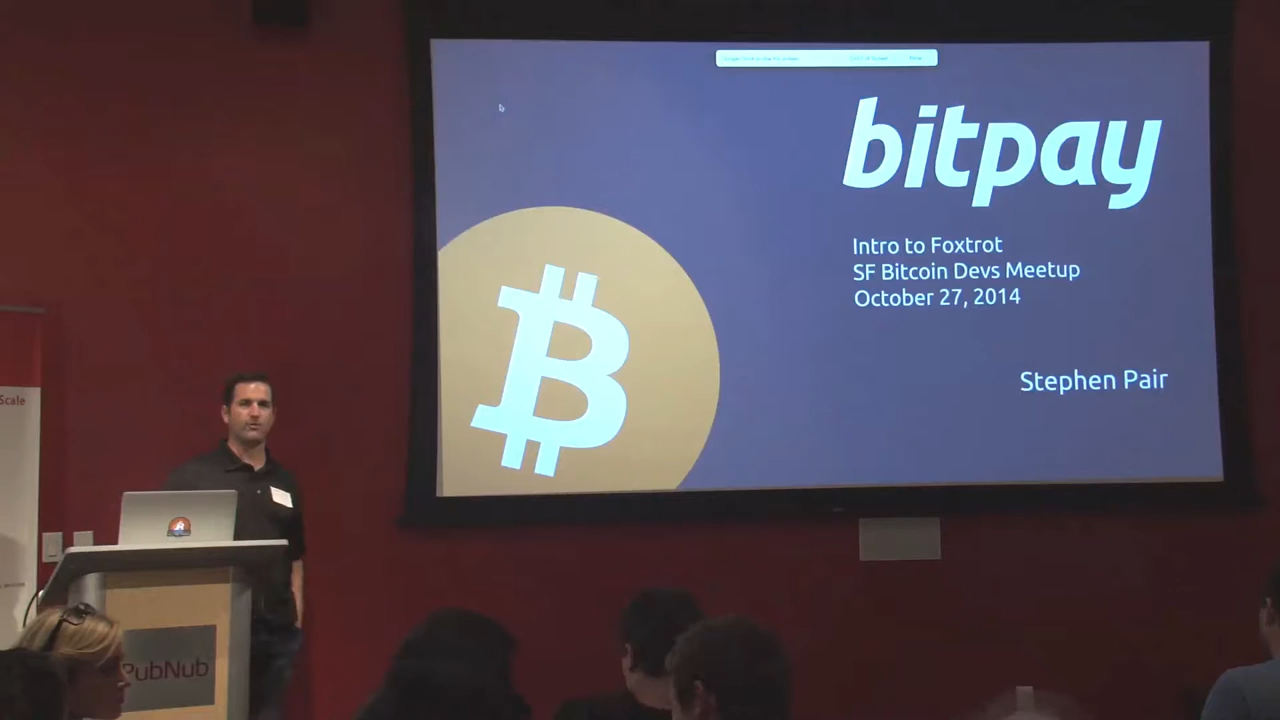 bitpay
Intro to Foxtrot
SF Bitcoin Devs Meetup
October 27, 2014
Stephen Pair
Scale
PubNub